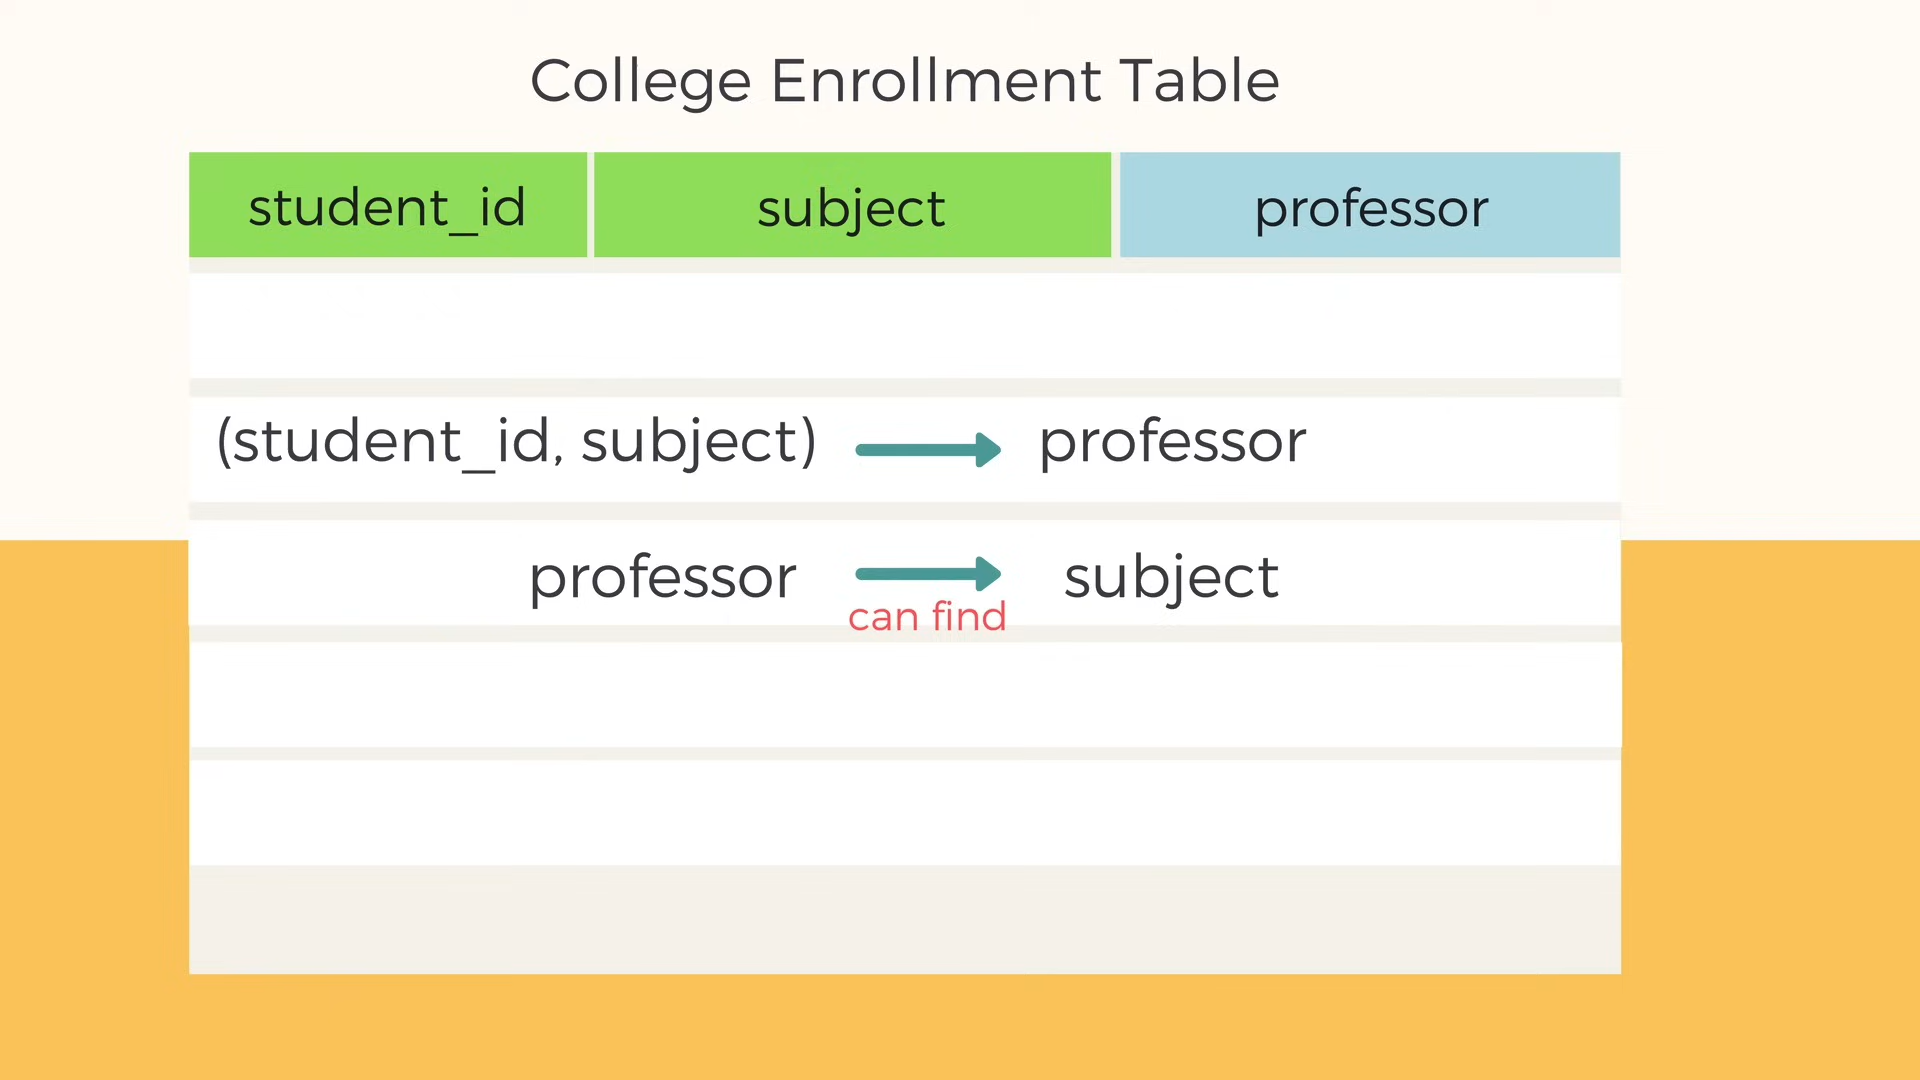 College Enrollment Table
student_id subject professor
(student_id, subject) professor
professor subject
can find